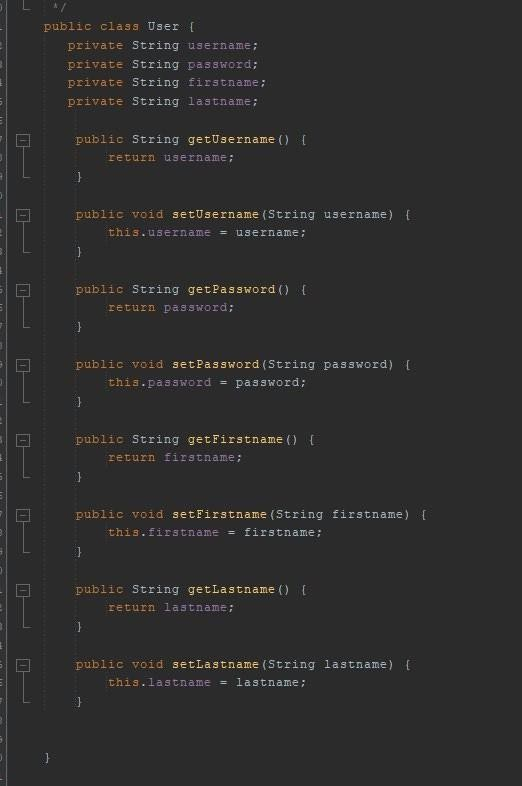 */
public class User {
private String username;
private String password;
private String firstname;
private String lastname;
public String getUsername() {
return username;
}
public void setUsername(String username) {
this.username = username;
}
public String getPassword() {
return password;
}
public void setPassword(String password) {
this.password = password;
}
public String getFirstname() {
return firstname;
}
public void setFirstname(String firstname) {
this.firstname = firstname;
}
public String getLastname() {
return lastname;
}
public void setLastname(String lastname) {
this.lastname = lastname;
}
}